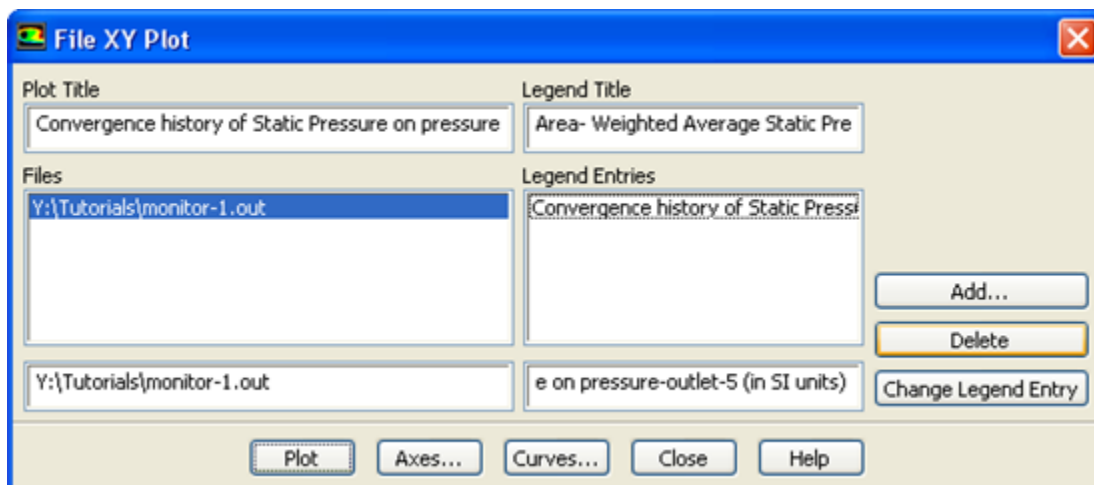 File XY Plot
Plot Title
Legend Title
Convergence history of Static Pressure on pressure
Area- Weighted Average Static Pre
Files
Legend Entries
Y:\Tutorials\monitor-1.out
Convergence history of Static Press
Add...
Delete
Y:\Tutorials\monitor-1.out
e on pressure-outlet-5 (in SI units)
Change Legend Entry
Plot
Axes...
Curves...
Close
Help